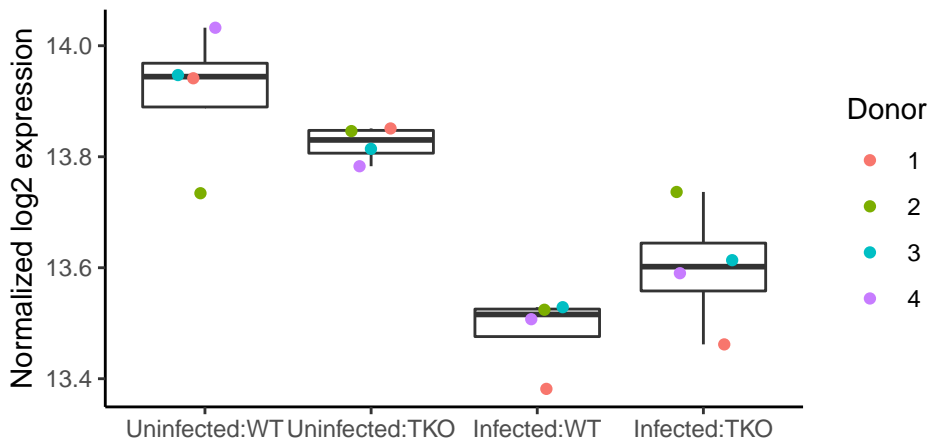 Normalized log2 expression
14.0
13.8
13.6
13.4
Uninfected:WT Uninfected:TKO Infected:WT Infected:TKO
Donor
1
2
3
4